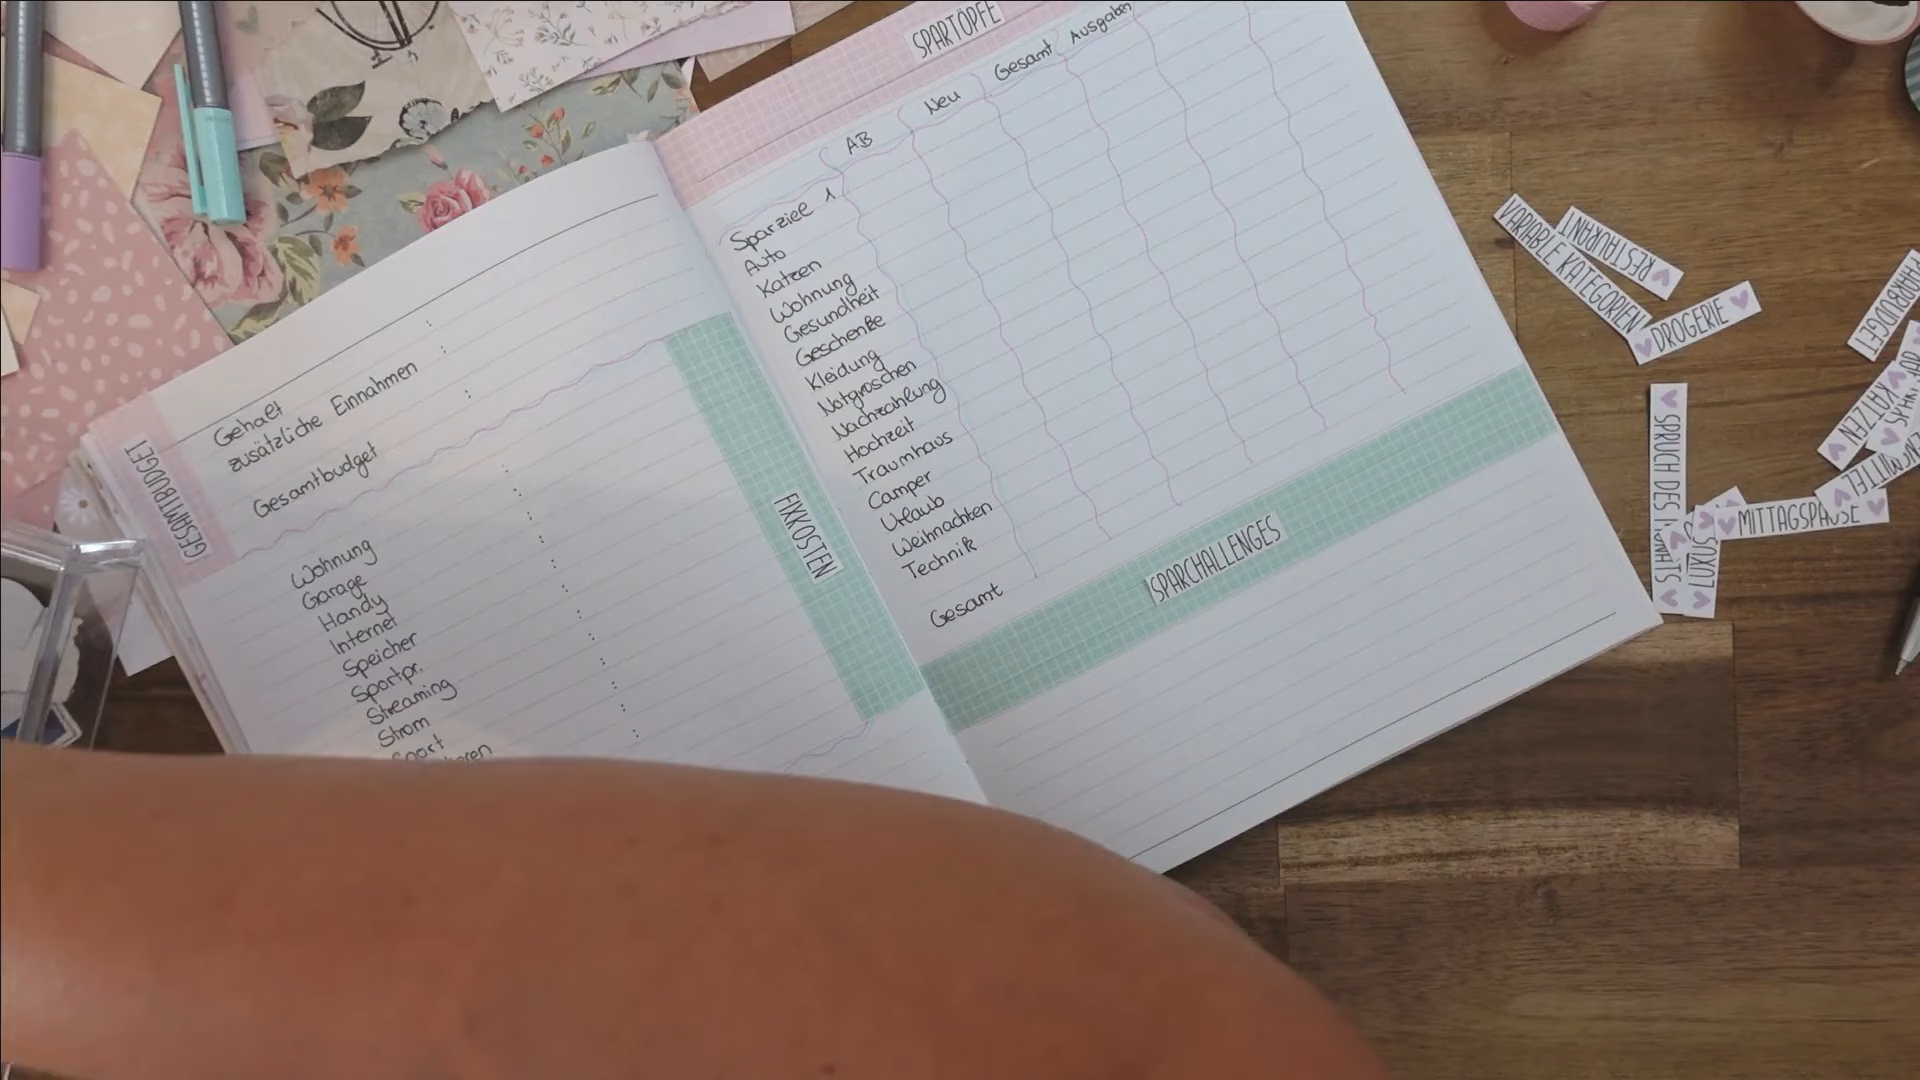 GESAMTBUDGET
Gehalt
zusätzliche Einnahmen
Gesamtbudget
FIXKOSTEN
Wohnung
Garage
Handy
Internet
Speicher
Sportpr.
Streaming
Strom
Sport
SPARTÖPFE
AB Neu Gesamt Ausgaben
Sparziel 1
Auto
Katzen
Wohnung
Gesundheit
Geschenke
Kleidung
Notgroschen
Nachzahlung
Hochzeit
Traumhaus
Camper
Urlaub
Weihnachten
Technik
Gesamt
SPARCHALLENGES
VARIABLE KATEGORIEN
RESTAURANT
DROGERIE
SPRUCH DES MONATS
LUXUS
MITTAGSPAUSE
KATZEN